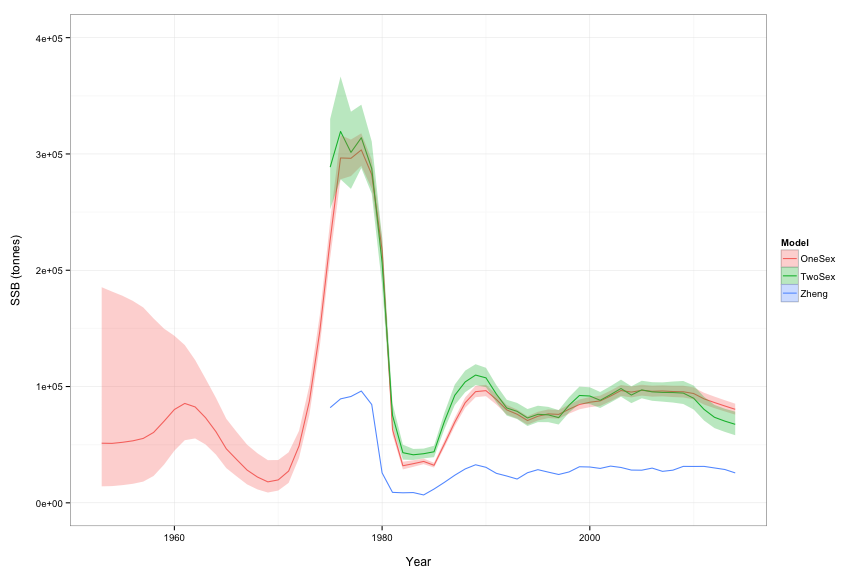 4e+05
3e+05
2e+05
1e+05
0e+00
SSB (tonnes)
1960
1980
2000
Year
Model
OneSex
TwoSex
Zheng